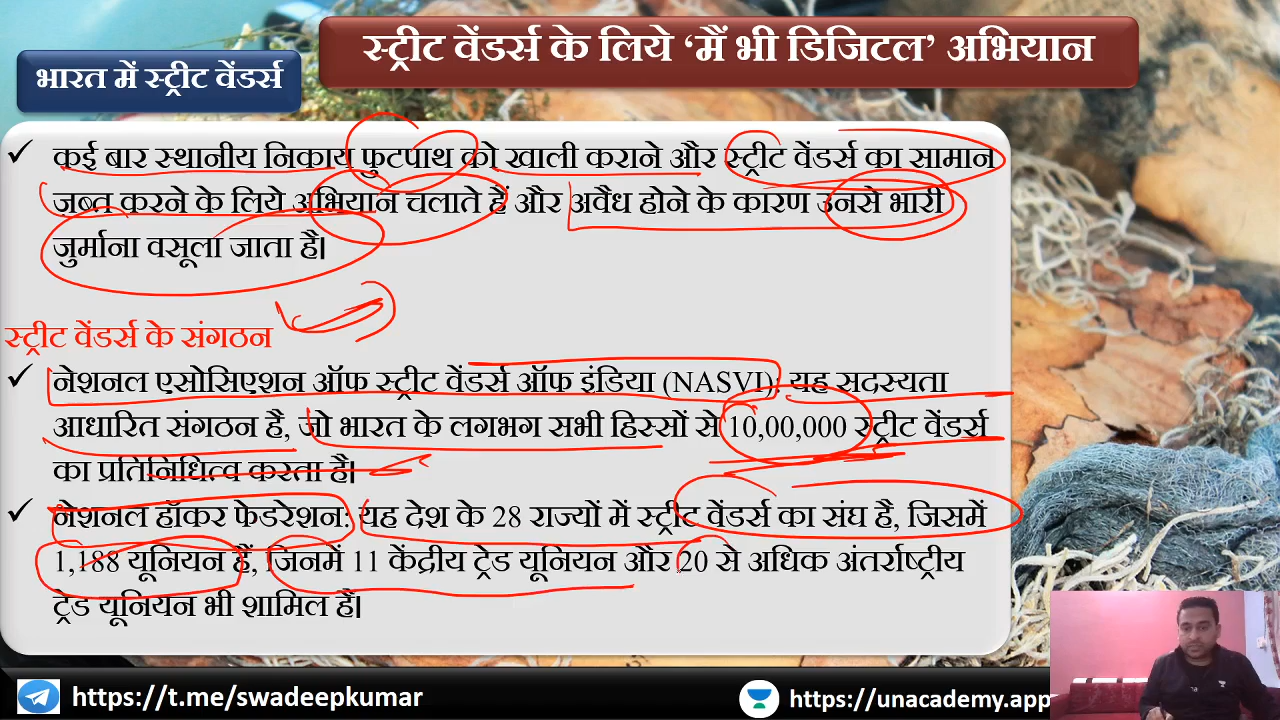 स्ट्रीट वेंडर्स के लिये ‘मैं भी डिजिटल’ अभियान
भारत में स्ट्रीट वेंडर्स
✓ कई बार स्थानीय निकाय फुटपाथ को खाली कराने और स्ट्रीट वेंडर्स का सामान
ज़ब्त करने के लिये अभियान चलाते हैं और अवैध होने के कारण उनसे भारी
जुर्माना वसूला जाता है।
स्ट्रीट वेंडर्स के संगठन
✓ नेशनल एसोसिएशन ऑफ स्ट्रीट वेंडर्स ऑफ इंडिया (NASVI): यह सदस्यता
आधारित संगठन है, जो भारत के लगभग सभी हिस्सों से 10,00,000 स्ट्रीट वेंडर्स
का प्रतिनिधित्व करता है।
✓ नेशनल हॉकर फेडरेशन: यह देश के 28 राज्यों में स्ट्रीट वेंडर्स का संघ है, जिसमें
1,188 यूनियन हैं, जिनमें 11 केंद्रीय ट्रेड यूनियन और 20 से अधिक अंतर्राष्ट्रीय
ट्रेड यूनियन भी शामिल हैं।
https://t.me/swadeepkumar
https://unacademy.app